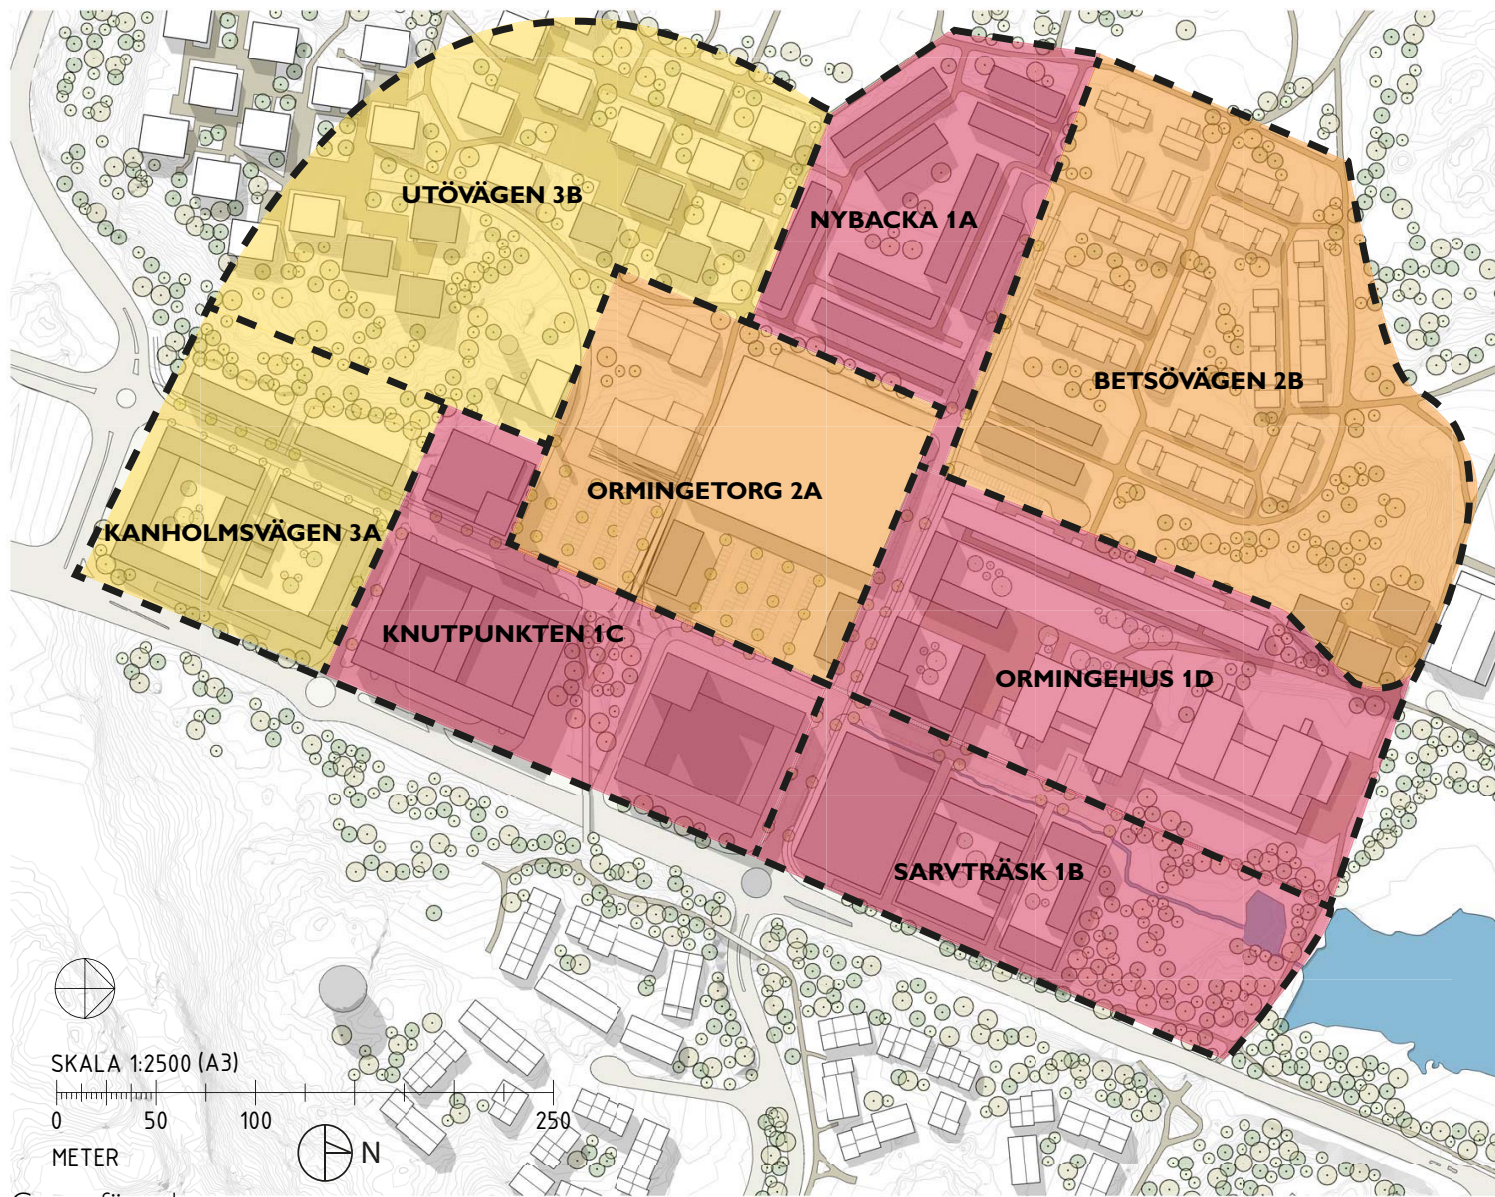 UTÖVÄGEN 3B
NYBACKA 1A
BETSÖVÄGEN 2B
ORMINGETORG 2A
KANHOLMSVÄGEN 3A
KNUTPUNKTEN 1C
ORMINGEHUS 1D
SARVTRÄSK 1B
SKALA 1:2500 (A3)
0 50 100 250
METER
N